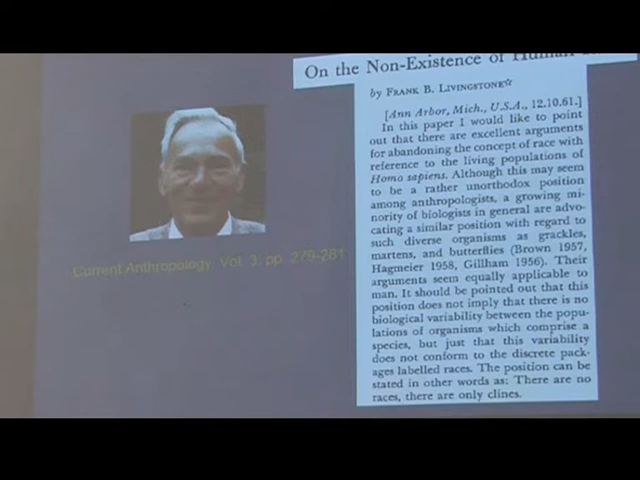 On the Non-Existence of Human
by FRANK B. LIVINGSTONE☆
[Ann Arbor, Mich., U.S.A., 12.10.61.]
In this paper I would like to point
out that there are excellent arguments
for abandoning the concept of race with
reference to the living populations of
Homo sapiens. Although this may seem
to be a rather unorthodox position
among anthropologists, a growing mi-
nority of biologists in general are advo-
cating a similar position with regard to
such diverse organisms as grackles,
martens, and butterflies (Brown 1957,
Hagmeier 1958, Gillham 1956). Their
arguments seem equally applicable to
man. It should be pointed out that this
position does not imply that there is no
biological variability between the popu-
lations of organisms which comprise a
species, but just that this variability
does not conform to the discrete pack-
ages labelled races. The position can be
stated in other words as: There are no
races, there are only clines.
Current Anthropology Vol. 3, pp. 279-281